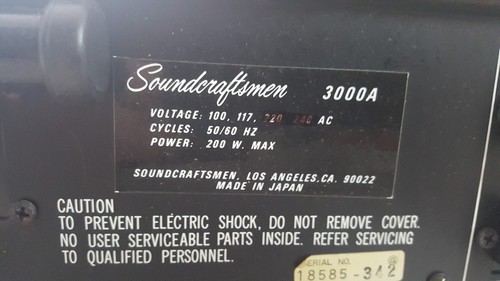 Soundcraftsmen 3000A
VOLTAGE: 100, 117, 220 240 AC
CYCLES: 50/60 HZ
POWER: 200 W. MAX
SOUNDCRAFTSMEN, LOS ANGELES, CA. 90022
MADE IN JAPAN
CAUTION
TO PREVENT ELECTRIC SHOCK, DO NOT REMOVE COVER.
NO USER SERVICEABLE PARTS INSIDE. REFER SERVICING
TO QUALIFIED PERSONNEL.
SERIAL NO.
18585-342